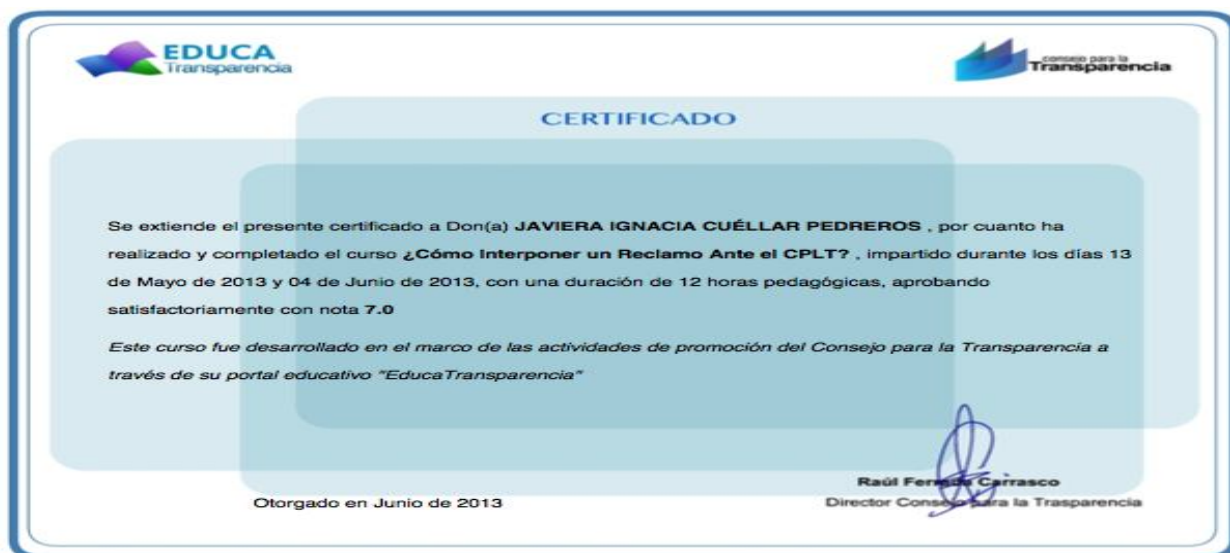 EDUCA
Transparencia
consejo para la
Transparencia
CERTIFICADO
Se extiende el presente certificado a Don(a) JAVIERA IGNACIA CUÉLLAR PEDREROS , por cuanto ha
realizado y completado el curso ¿Cómo Interponer un Reclamo Ante el CPLT? , impartido durante los días 13
de Mayo de 2013 y 04 de Junio de 2013, con una duración de 12 horas pedagógicas, aprobando
satisfactoriamente con nota 7.0
Este curso fue desarrollado en el marco de las actividades de promoción del Consejo para la Transparencia a
través de su portal educativo "EducaTransparencia"
Raúl Carrasco
Director Consejo para la Trasparencia
Otorgado en Junio de 2013